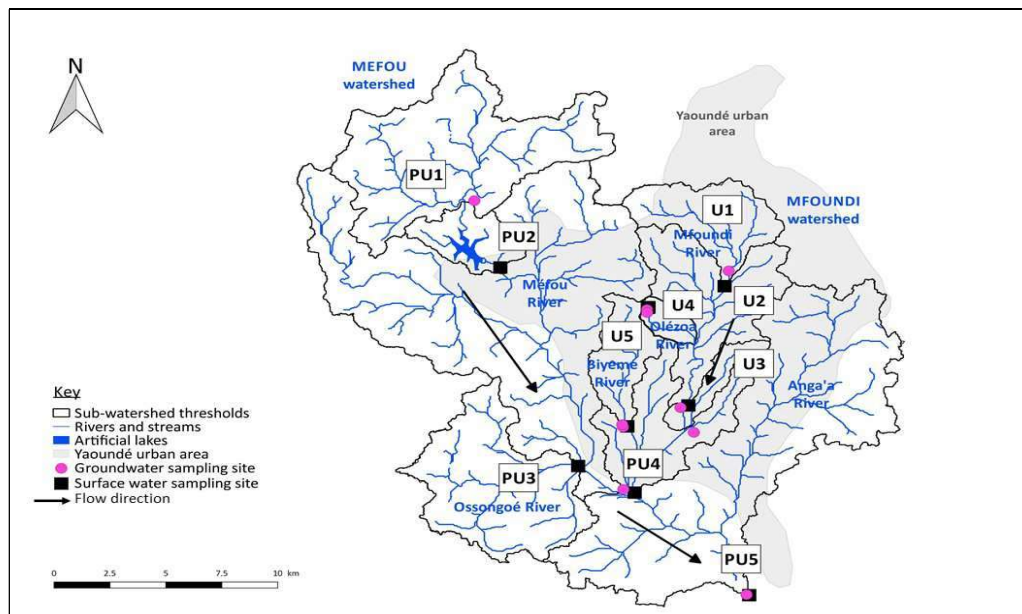 N
MEFOU
watershed
Yaoundé urban
area
PU1
U1
MFOUNDI
watershed
PU2
Mfoundi
River
Méfou
River
U4
U2
Olézoa
River
U5
U3
Biyeme
River
Anga'a
River
Key
Sub-watershed thresholds
Rivers and streams
Artificial lakes
Yaoundé urban area
Groundwater sampling site
Surface water sampling site
Flow direction
PU3
PU4
Ossongoé River
PU5
0 2.5 5 7.5 10 km